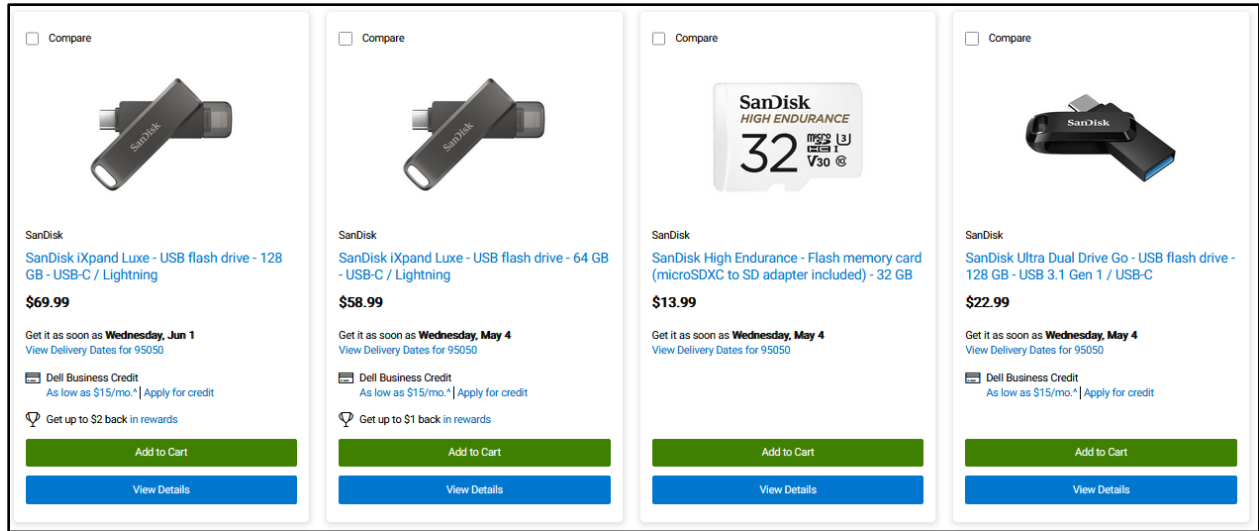 Compare
SanDisk
SanDisk
SanDisk iXpand Luxe - USB flash drive - 128
GB - USB-C / Lightning
$69.99
Get it as soon as Wednesday, Jun 1
View Delivery Dates for 95050
Dell Business Credit
As low as $15/mo.^ | Apply for credit
Get up to $2 back in rewards
Add to Cart
View Details
Compare
SanDisk
SanDisk
SanDisk iXpand Luxe - USB flash drive - 64 GB
- USB-C / Lightning
$58.99
Get it as soon as Wednesday, May 4
View Delivery Dates for 95050
Dell Business Credit
As low as $15/mo.^ | Apply for credit
Get up to $1 back in rewards
Add to Cart
View Details
Compare
SanDisk
HIGH ENDURANCE
32 micro HC I U3
V30 10
SanDisk
SanDisk High Endurance - Flash memory card
(microSDXC to SD adapter included) - 32 GB
$13.99
Get it as soon as Wednesday, May 4
View Delivery Dates for 95050
Add to Cart
View Details
Compare
SanDisk
SanDisk
SanDisk Ultra Dual Drive Go - USB flash drive -
128 GB - USB 3.1 Gen 1 / USB-C
$22.99
Get it as soon as Wednesday, May 4
View Delivery Dates for 95050
Dell Business Credit
As low as $15/mo.^ | Apply for credit
Add to Cart
View Details